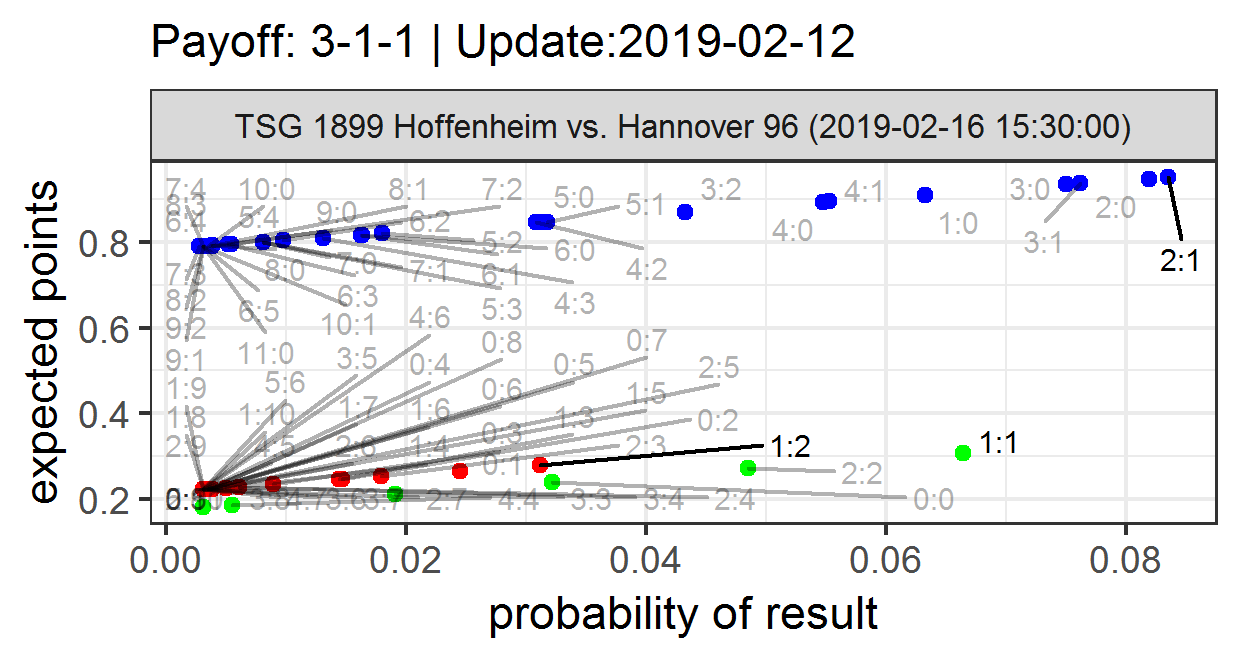 Payoff: 3-1-1 | Update:2019-02-12
TSG 1899 Hoffenheim vs. Hannover 96 (2019-02-16 15:30:00)
expected points
0.8
0.6
0.4
0.2
7:4 10:0 8:1 7:2 5:0 3:2 4:1 3:0
8:3 5:4 9:0 6:2 5:1 2:0
6:4 5:2 6:0 4:0 1:0 3:1
7:3 8:0 7:0 7:1 6:1 4:2 2:1
8:2 6:5 6:3 5:3 4:3
9:2 11:0 10:1 4:6 0:8 0:7
9:1 5:6 3:5 0:4 0:5 2:5
1:9 1:10 1:7 1:6 0:6 1:5
1:8 1:3 0:2
2:9 4:5 2:6 1:4 0:3 2:3 1:2 1:1
0:1 2:2
3:6 3:7 2:7 4:4 3:3 3:4 2:4 0:0
0.00 0.02 0.04 0.06 0.08
probability of result